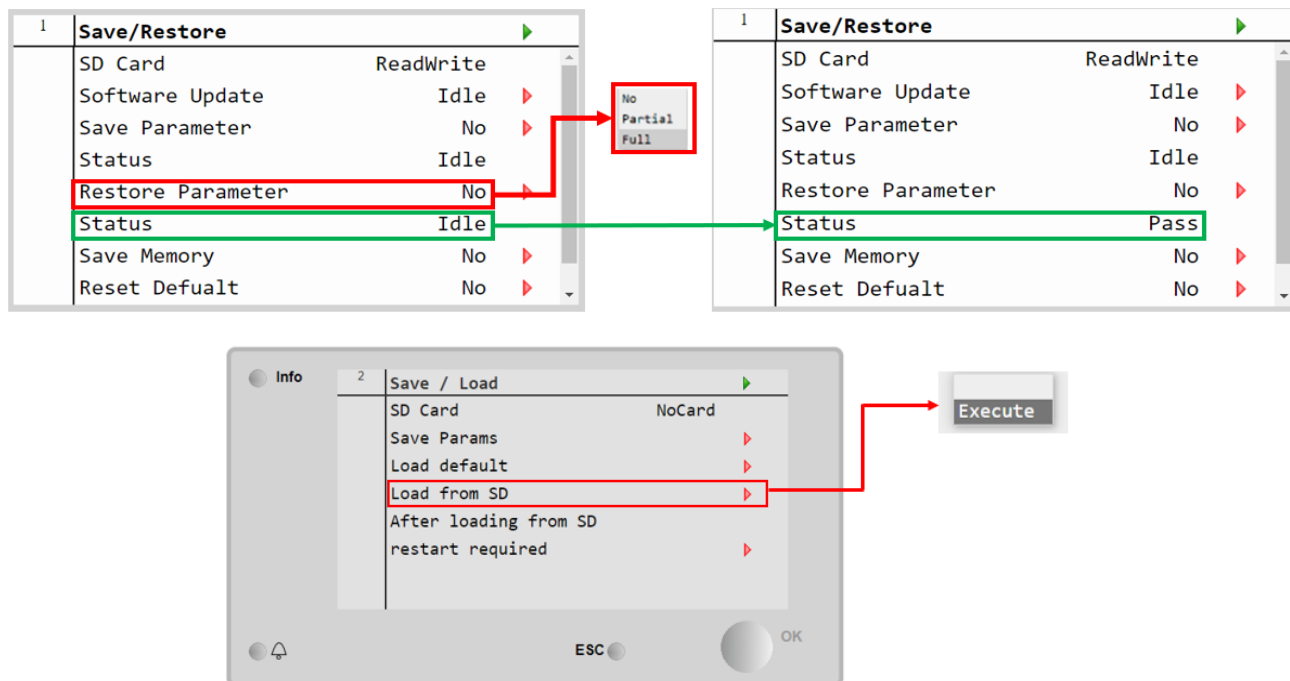 1 Save/Restore
SD Card ReadWrite
Software Update Idle
Save Parameter No
Status Idle
Restore Parameter No
Status Idle
Save Memory No
Reset Defualt No
No
Partial
Full
1 Save/Restore
SD Card ReadWrite
Software Update Idle
Save Parameter No
Status Idle
Restore Parameter No
Status Pass
Save Memory No
Reset Defualt No
Info
2 Save / Load
SD Card NoCard
Save Params
Load default
Load from SD
After loading from SD
restart required
ESC
OK
Execute